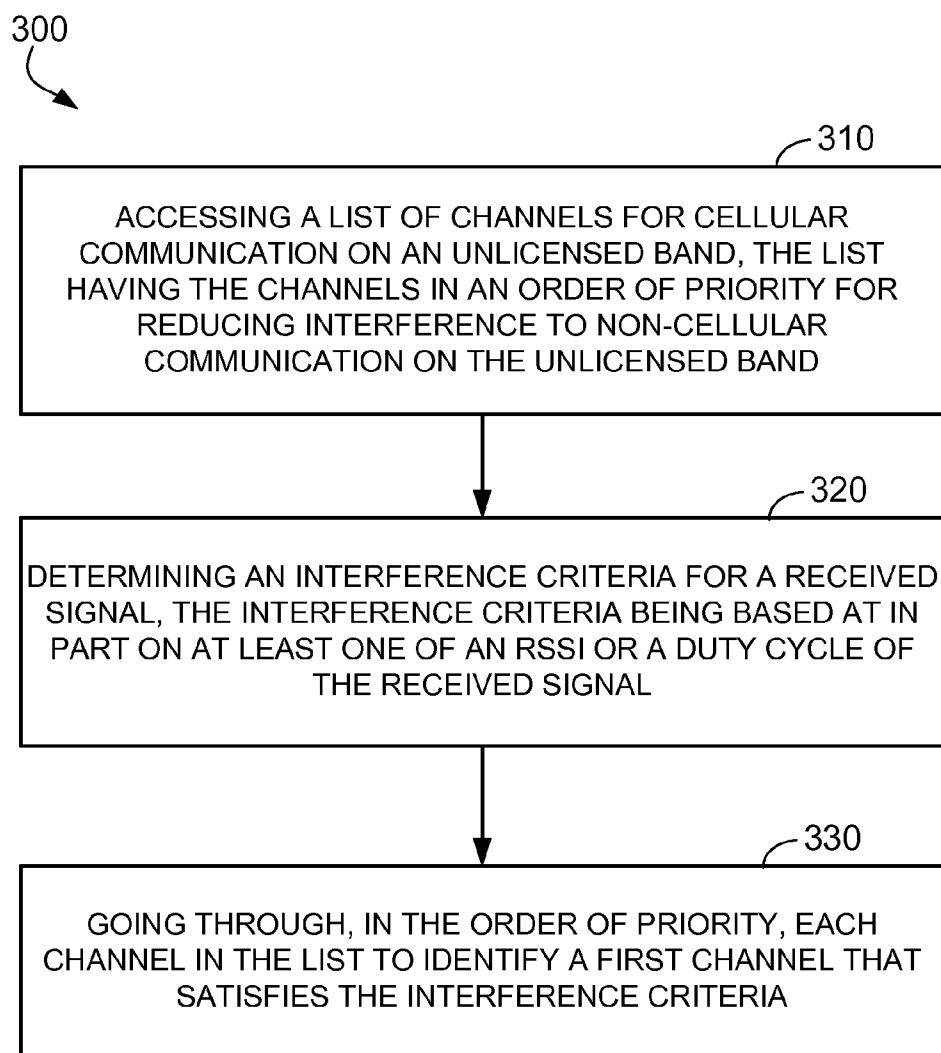 300
310
ACCESSING A LIST OF CHANNELS FOR CELLULAR
COMMUNICATION ON AN UNLICENSED BAND, THE LIST
HAVING THE CHANNELS IN AN ORDER OF PRIORITY FOR
REDUCING INTERFERENCE TO NON-CELLULAR
COMMUNICATION ON THE UNLICENSED BAND
320
DETERMINING AN INTERFERENCE CRITERIA FOR A RECEIVED
SIGNAL, THE INTERFERENCE CRITERIA BEING BASED AT IN
PART ON AT LEAST ONE OF AN RSSI OR A DUTY CYCLE OF
THE RECEIVED SIGNAL
330
GOING THROUGH, IN THE ORDER OF PRIORITY, EACH
CHANNEL IN THE LIST TO IDENTIFY A FIRST CHANNEL THAT
SATISFIES THE INTERFERENCE CRITERIA